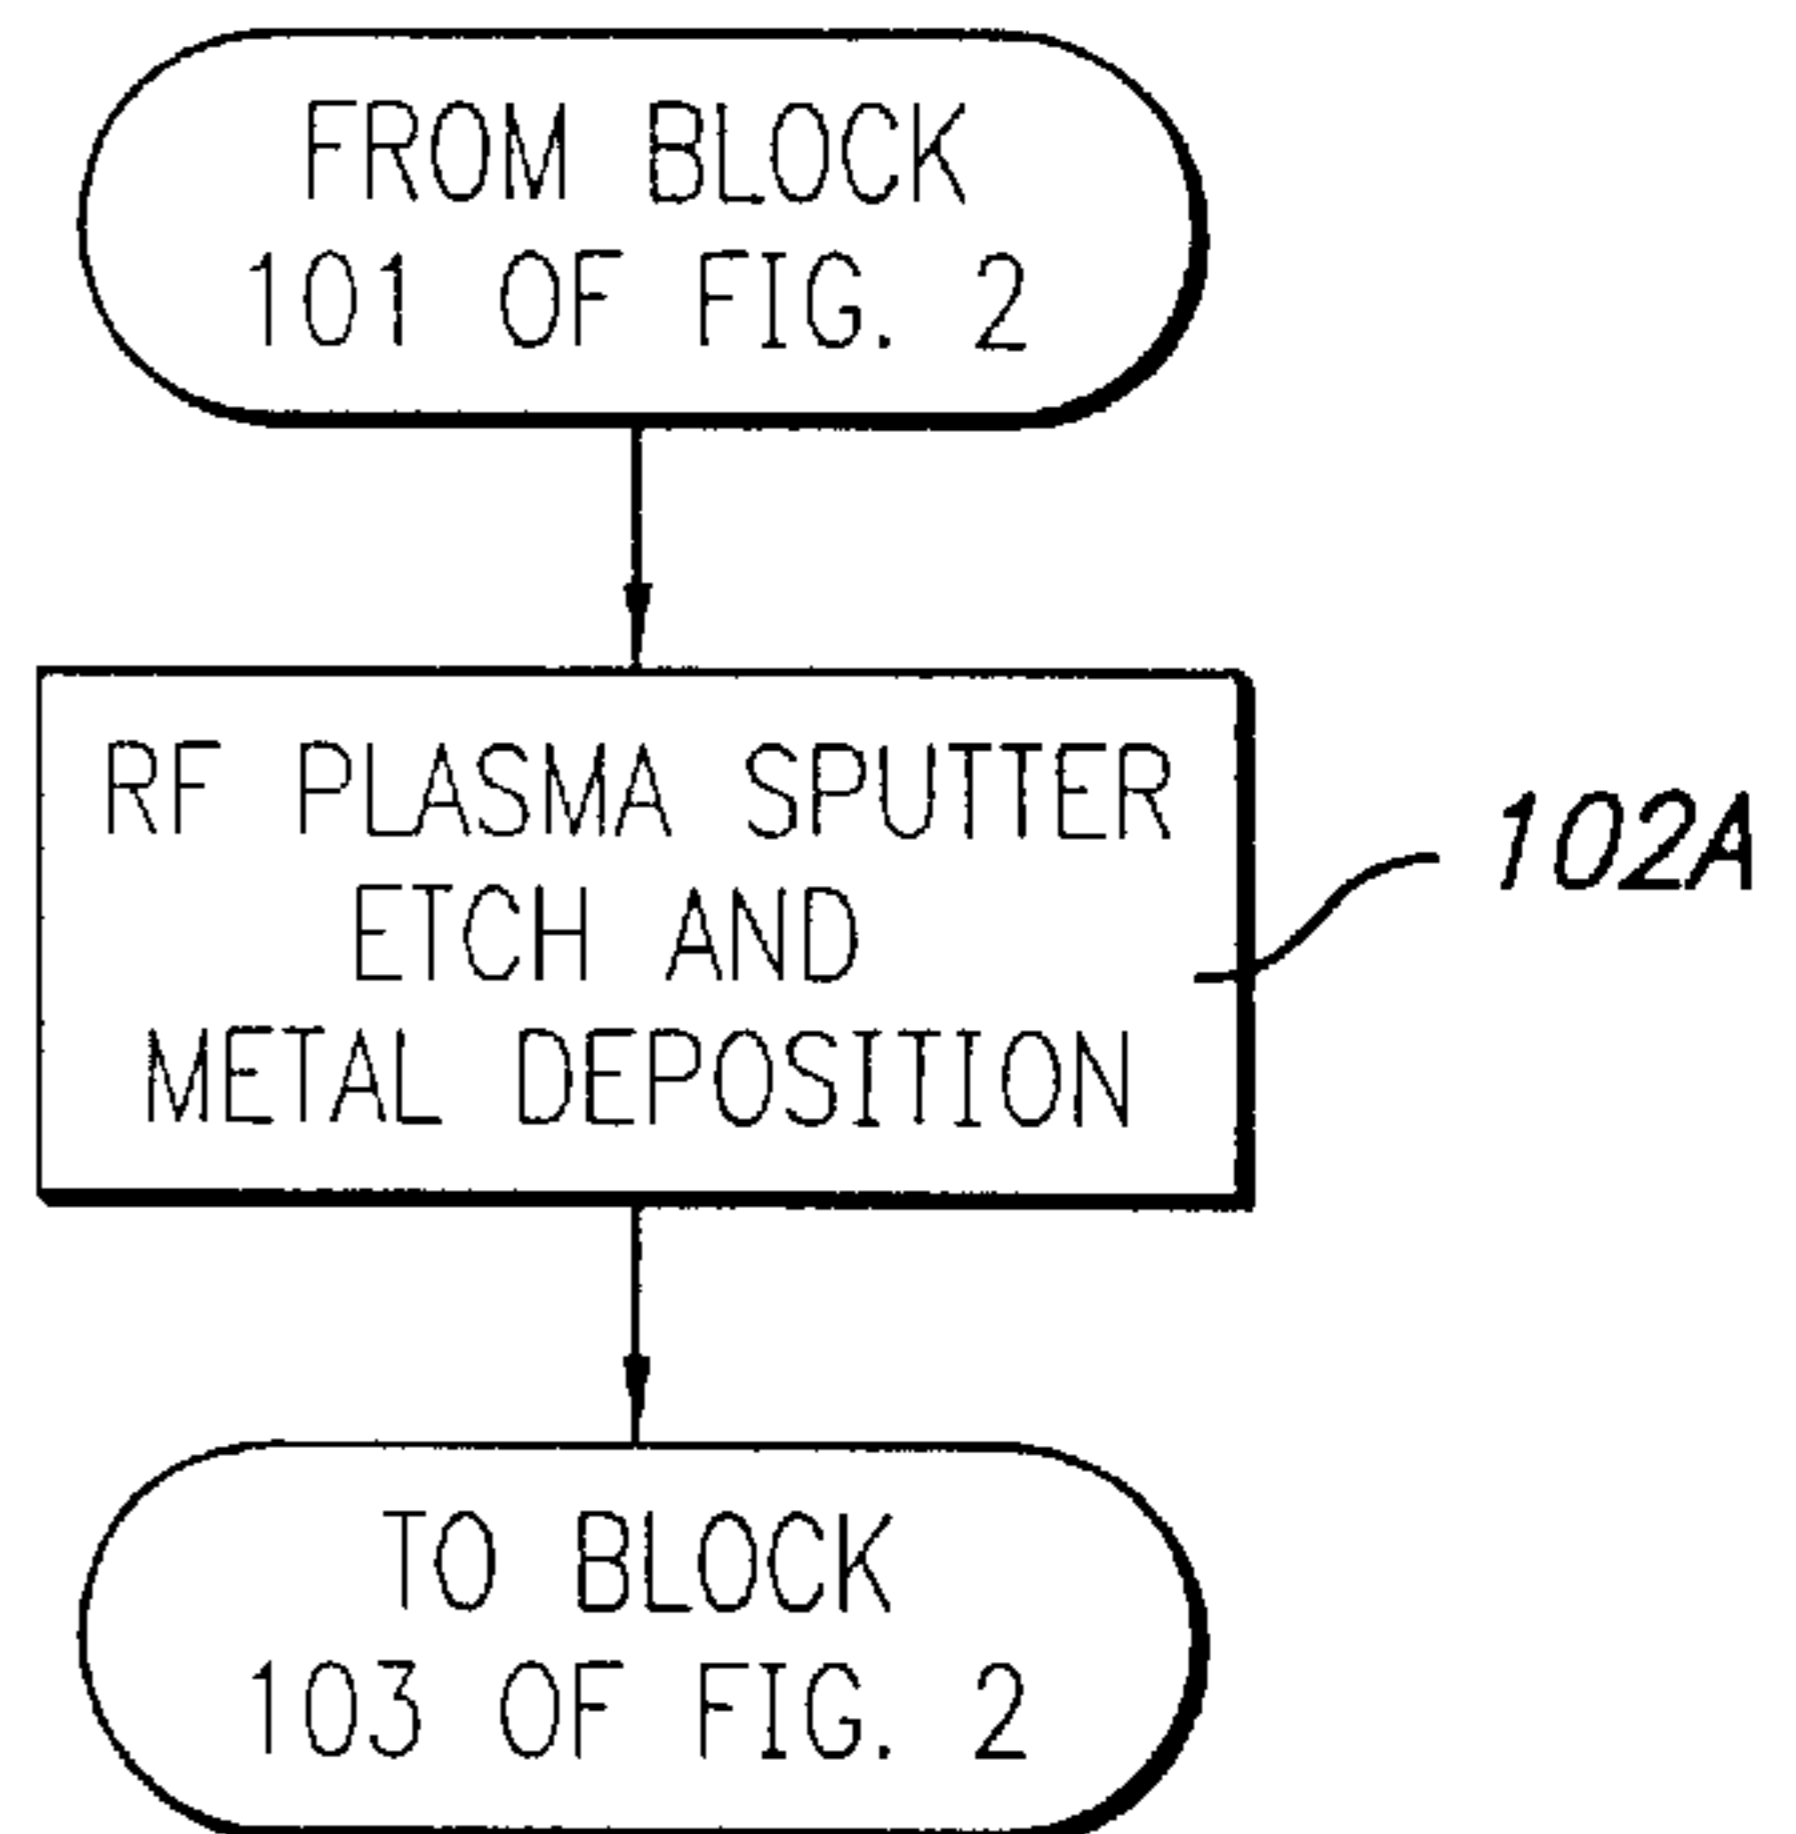 FROM BLOCK
101 OF FIG. 2
RF PLASMA SPUTTER
ETCH AND
METAL DEPOSITION
102A
TO BLOCK
103 OF FIG. 2